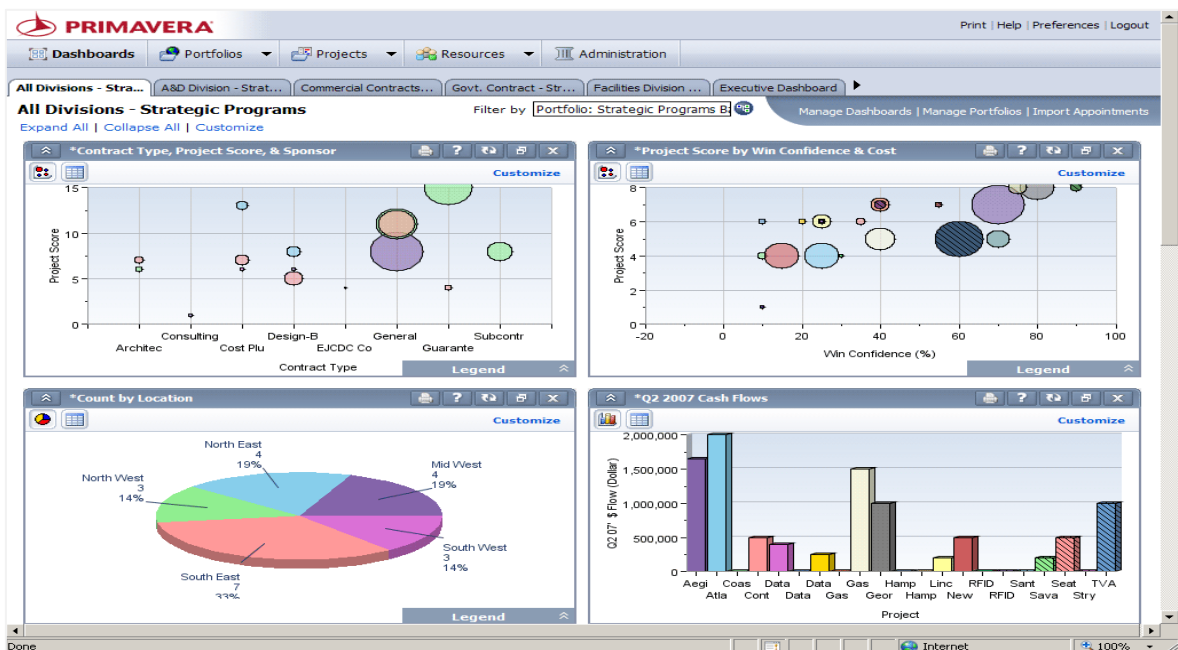 PRIMAVERA
Print | Help | Preferences | Logout
Dashboards Portfolios Projects Resources Administration
All Divisions - Stra... A&D Division - Strat... Commercial Contracts... Govt. Contract - Str... Facilities Division ... Executive Dashboard
All Divisions - Strategic Programs
Filter by Portfolio: Strategic Programs B
Manage Dashboards | Manage Portfolios | Import Appointments
Expand All | Collapse All | Customize
*Contract Type, Project Score, & Sponsor
Customize
Project Score
15
10
5
0
Architec Consulting Cost Plu Design-B EJCDC Co General Guarante Subcontr
Contract Type
Legend
*Project Score by Win Confidence & Cost
Customize
Project Score
8
6
4
2
0
-20 0 20 40 60 80 100
Win Confidence (%)
Legend
*Count by Location
Customize
North East
4
19%
Mid West
4
19%
North West
3
14%
South West
3
14%
South East
7
33%
Legend
*Q2 2007 Cash Flows
Customize
Q2 07' $ Flow (Dollar)
2,000,000
1,500,000
1,000,000
500,000
0
Aegi Coas Data Data Gas Hamp Linc RFID Sant Seat TVA
Atla Cont Data Gas Geor Hamp New RFID Sava Stry
Project
Done
Internet
100%